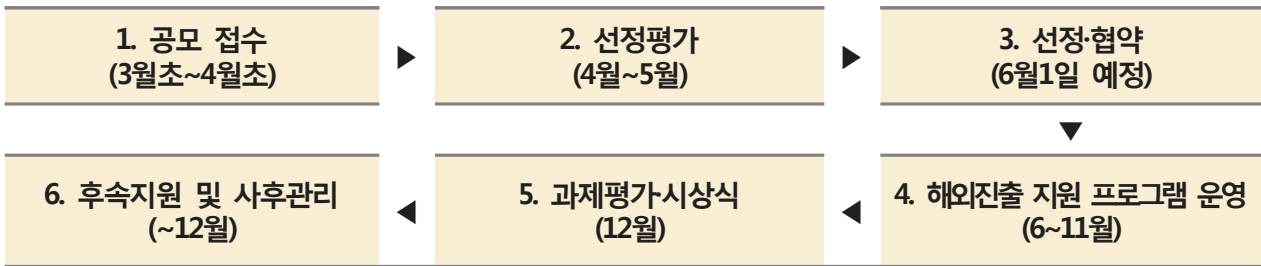 1. 공모 접수
(3월초~4월초)
▶
2. 선정평가
(4월~5월)
▶
3. 선정·협약
(6월1일 예정)
▼
4. 해외진출 지원 프로그램 운영
(6~11월)
◀
5. 과제평가·시상식
(12월)
◀
6. 후속지원 및 사후관리
(~12월)